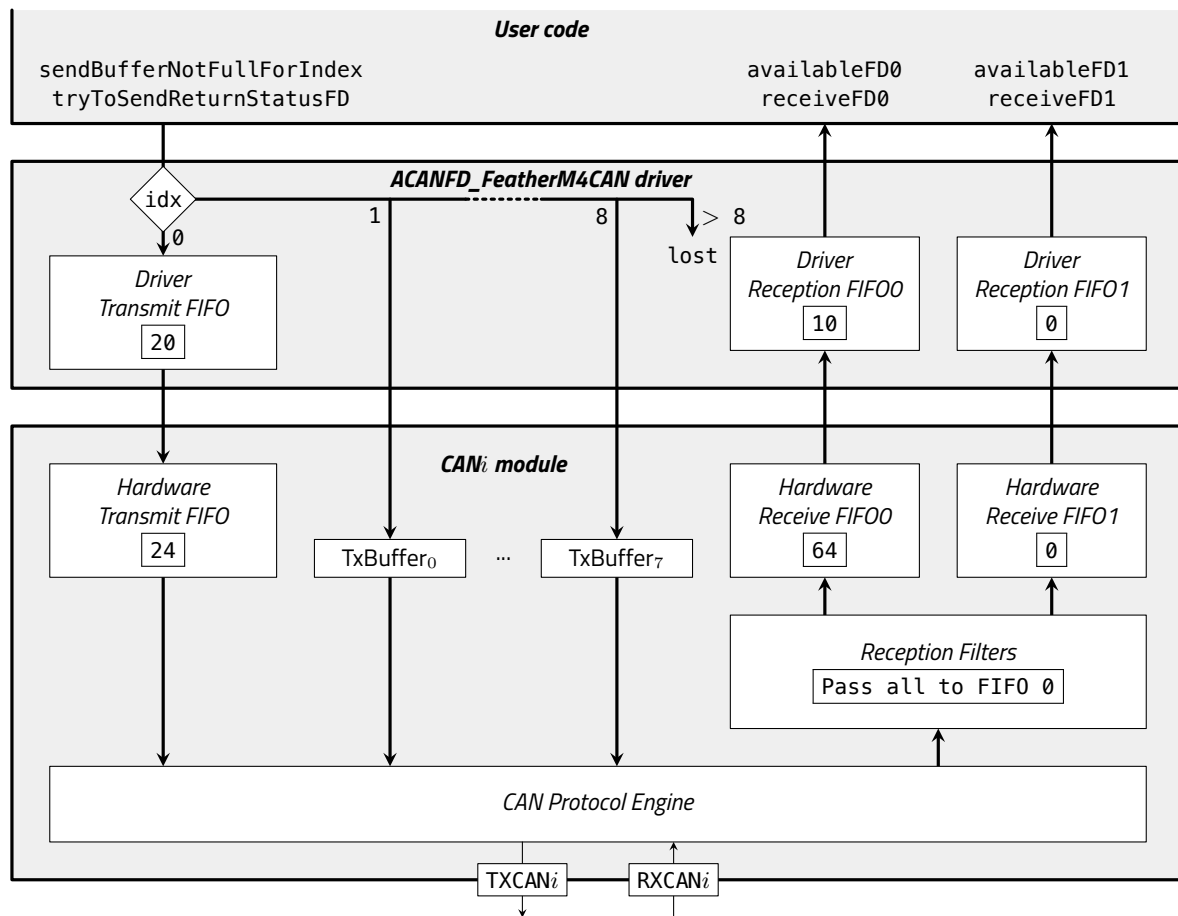 User code
sendBufferNotFullForIndex
tryToSendReturnStatusFD
availableFD0
receiveFD0
availableFD1
receiveFD1
ACANFD_FeatherM4CAN driver
idx
0
1
8
> 8
lost
Driver
Transmit FIFO
20
Driver
Reception FIFO0
10
Driver
Reception FIFO1
0
CANi module
Hardware
Transmit FIFO
24
TxBuffer₀
...
TxBuffer₇
Hardware
Receive FIFO0
64
Hardware
Receive FIFO1
0
Reception Filters
Pass all to FIFO 0
CAN Protocol Engine
TXCANi
RXCANi